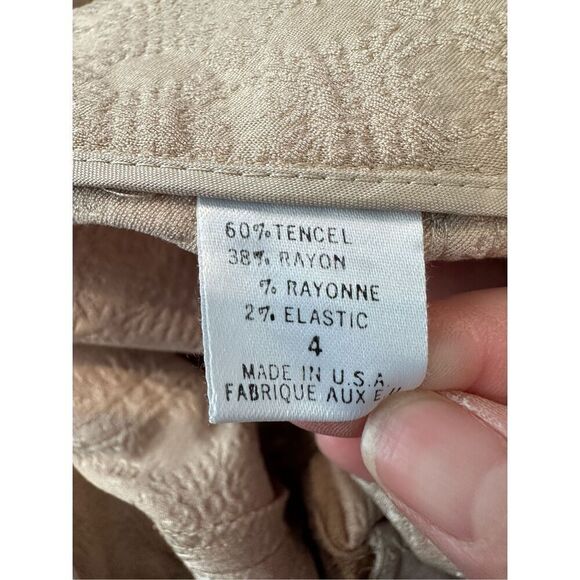 60% TENCEL
38% RAYON
% RAYONNE
2% ELASTIC
4
MADE IN U.S.A
FABRIQUE AUX